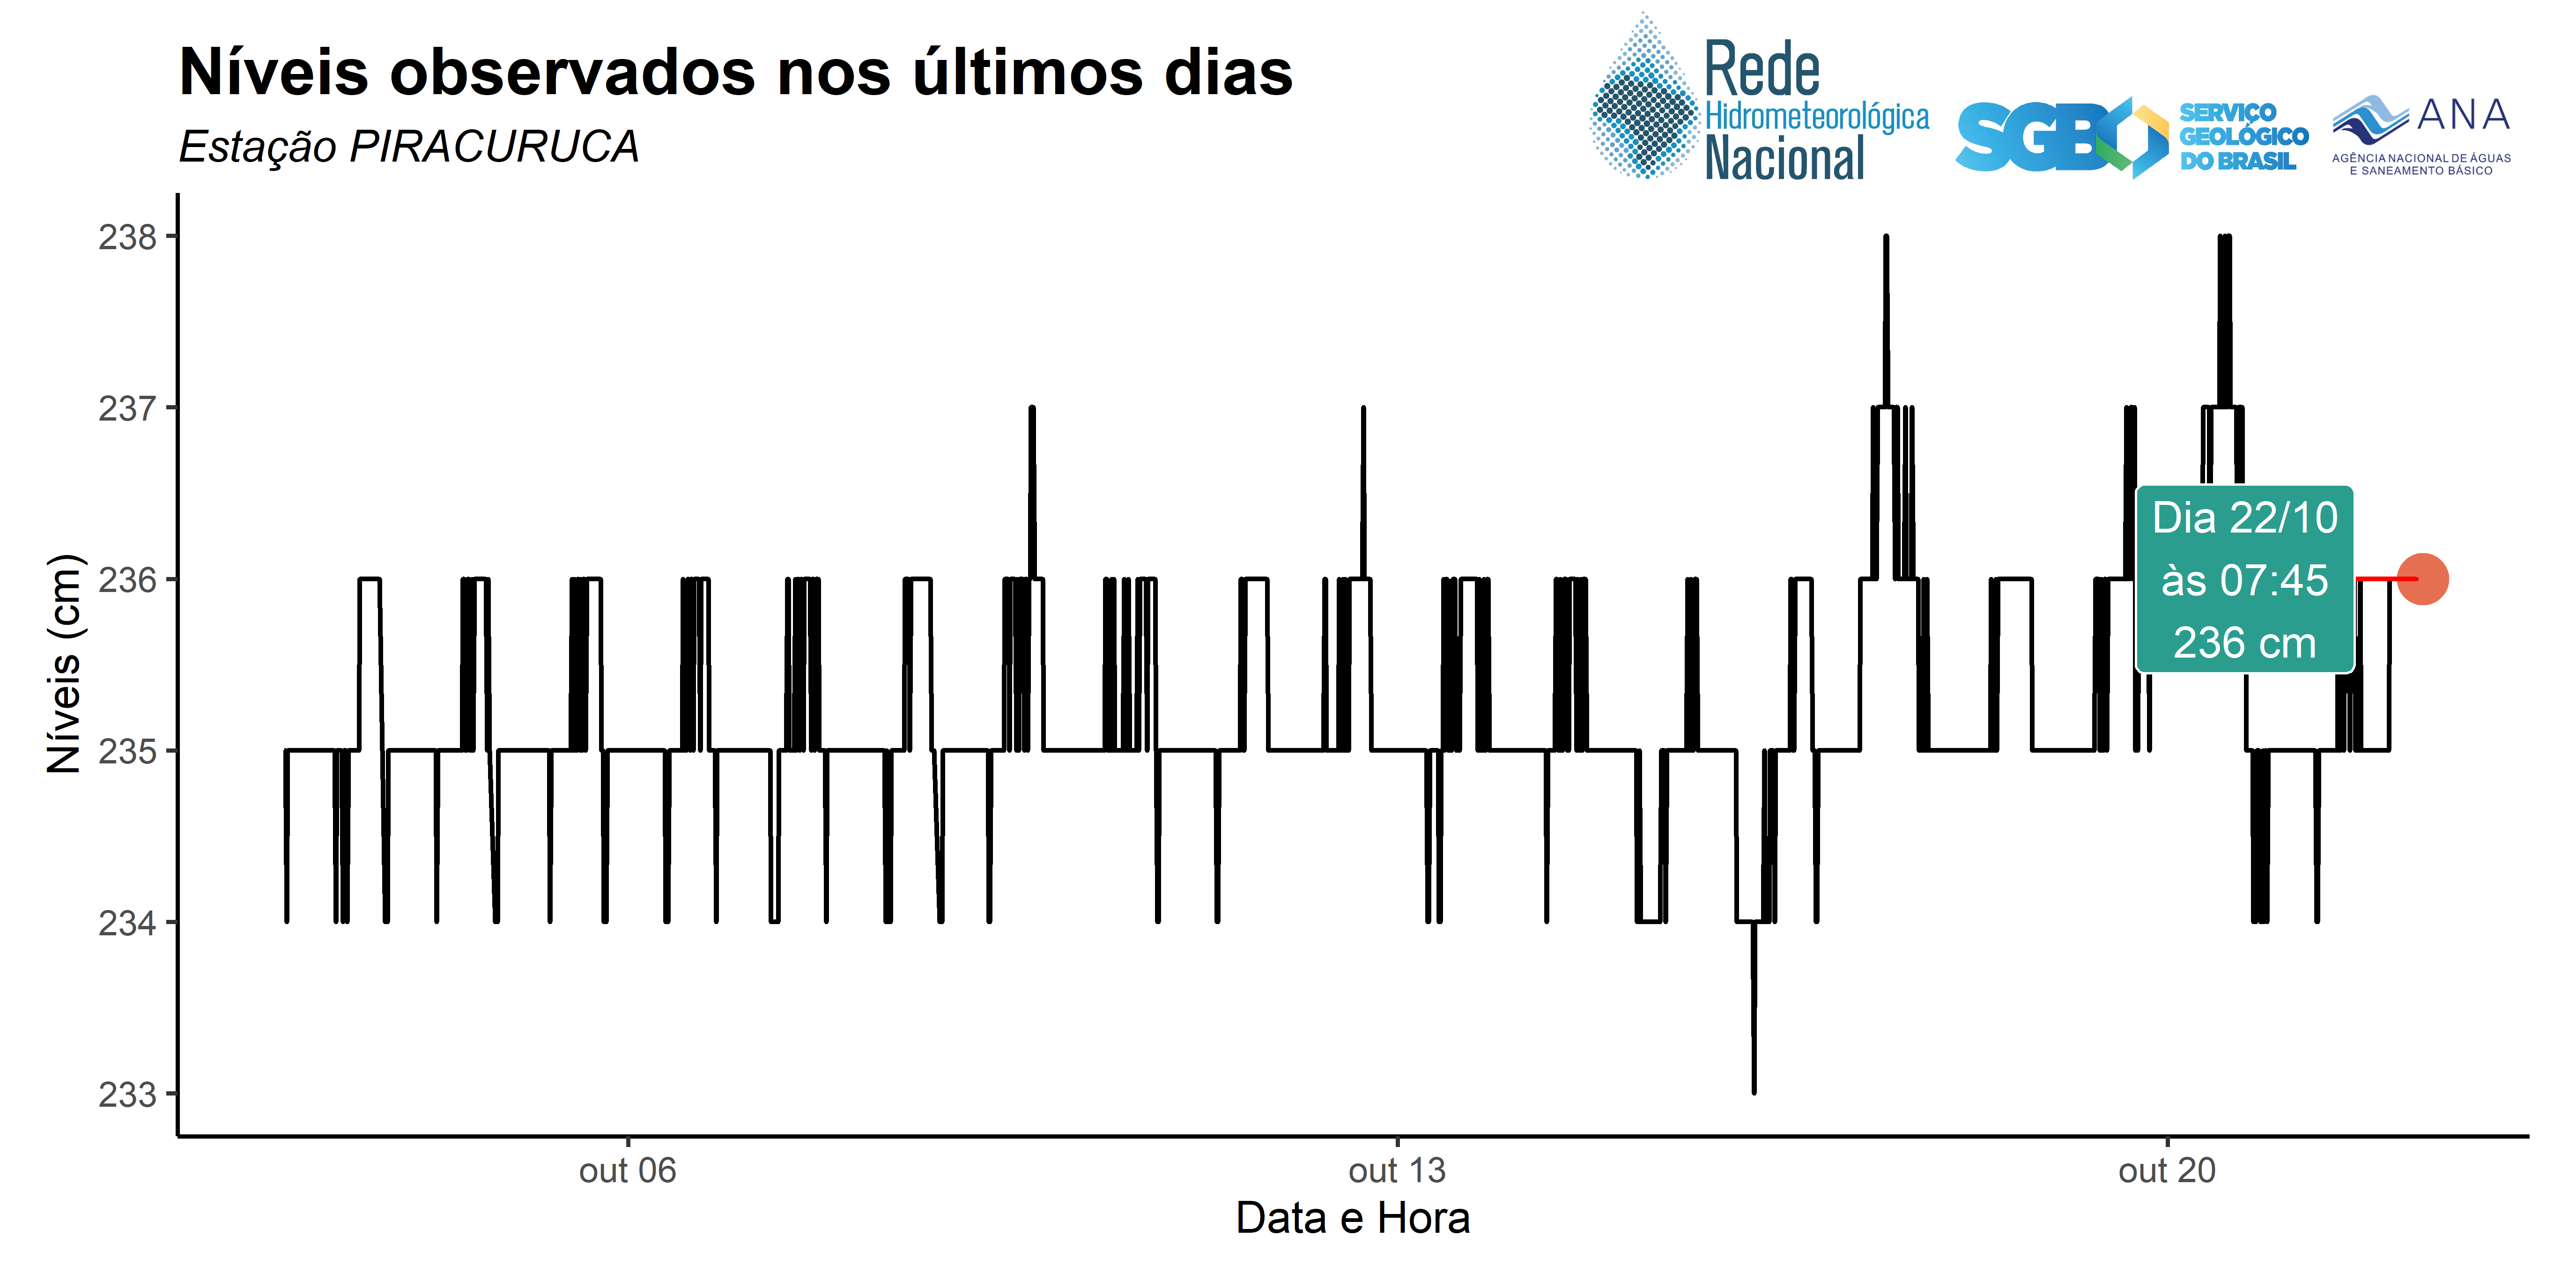 Níveis observados nos últimos dias
Estação PIRACURUCA
Rede
Hidrometeorológica
Nacional
SGB
SERVIÇO
GEOLÓGICO
DO BRASIL
ANA
AGÊNCIA NACIONAL DE ÁGUAS
E SANEAMENTO BÁSICO
238
237
236
235
234
233
Níveis (cm)
Dia 22/10
às 07:45
236 cm
out 06
out 13
out 20
Data e Hora